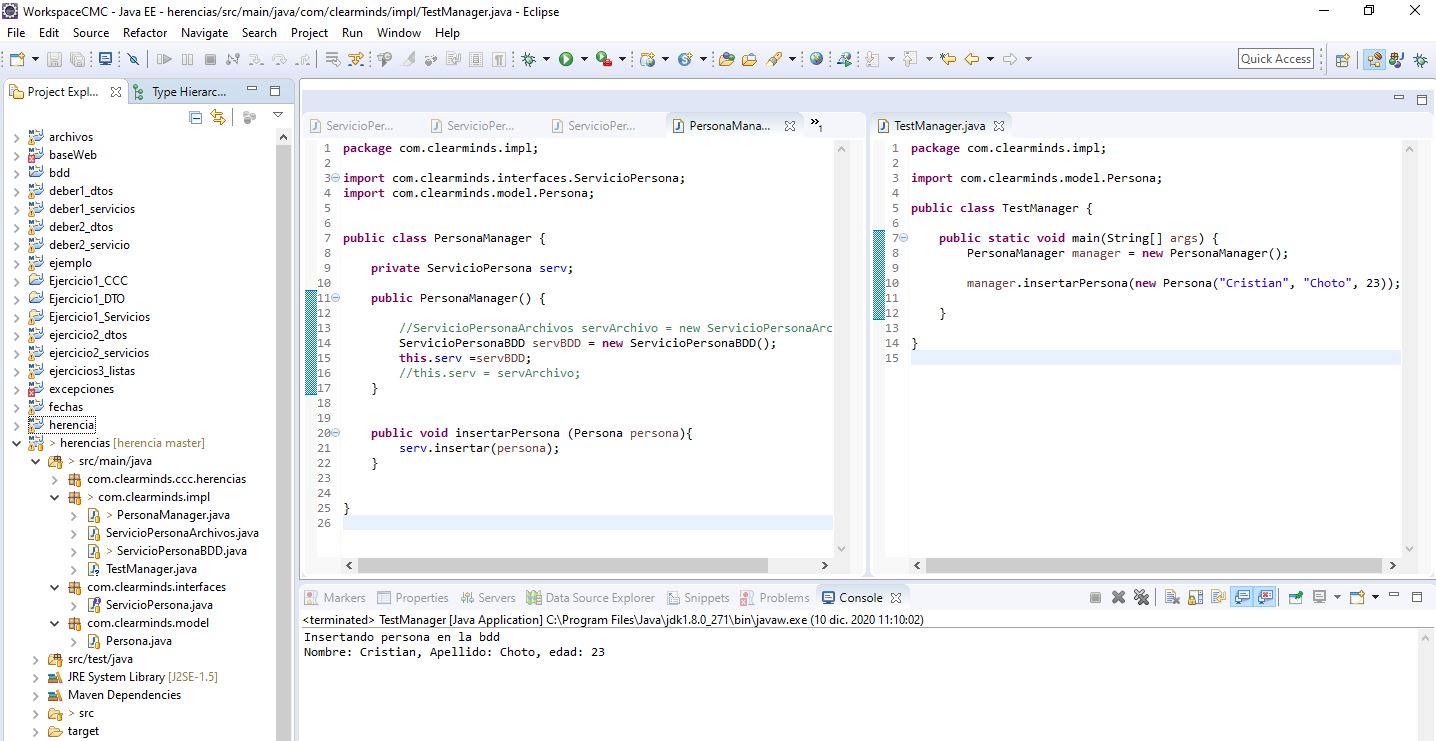 WorkspaceCMC - Java EE - herencias/src/main/java/com/clearminds/impl/TestManager.java - Eclipse
File Edit Source Refactor Navigate Search Project Run Window Help
Quick Access
Project Expl...
Type Hierarc...
archivos
baseWeb
bdd
deber1_dtos
deber1_servicios
deber2_dtos
deber2_servicio
ejemplo
Ejercicio1_CCC
Ejercicio1_DTO
Ejercicio1_Servicios
ejercicio2_dtos
ejercicio2_servicios
ejercicios3_listas
excepciones
fechas
herencia
> herencias [herencia master]
> src/main/java
com.clearminds.ccc.herencias
> com.clearminds.impl
> PersonaManager.java
ServicioPersonaArchivos.java
> ServicioPersonaBDD.java
TestManager.java
com.clearminds.interfaces
ServicioPersona.java
com.clearminds.model
Persona.java
src/test/java
JRE System Library [J2SE-1.5]
Maven Dependencies
> src
target
ServicioPer...
ServicioPer...
ServicioPer...
PersonaMana...
»1
1 package com.clearminds.impl;
2
3 import com.clearminds.interfaces.ServicioPersona;
4 import com.clearminds.model.Persona;
5
6
7 public class PersonaManager {
8
9 private ServicioPersona serv;
10
11 public PersonaManager() {
12
13 //ServicioPersonaArchivos servArchivo = new ServicioPersonaArc
14 ServicioPersonaBDD servBDD = new ServicioPersonaBDD();
15 this.serv =servBDD;
16 //this.serv = servArchivo;
17 }
18
19
20 public void insertarPersona (Persona persona){
21 serv.insertar(persona);
22 }
23
24
25 }
26
TestManager.java
1 package com.clearminds.impl;
2
3 import com.clearminds.model.Persona;
4
5 public class TestManager {
6
7 public static void main(String[] args) {
8 PersonaManager manager = new PersonaManager();
9
10 manager.insertarPersona(new Persona("Cristian", "Choto", 23));
11
12 }
13
14 }
15
Markers
Properties
Servers
Data Source Explorer
Snippets
Problems
Console
<terminated> TestManager [Java Application] C:\Program Files\Java\jdk1.8.0_271\bin\javaw.exe (10 dic. 2020 11:10:02)
Insertando persona en la bdd
Nombre: Cristian, Apellido: Choto, edad: 23